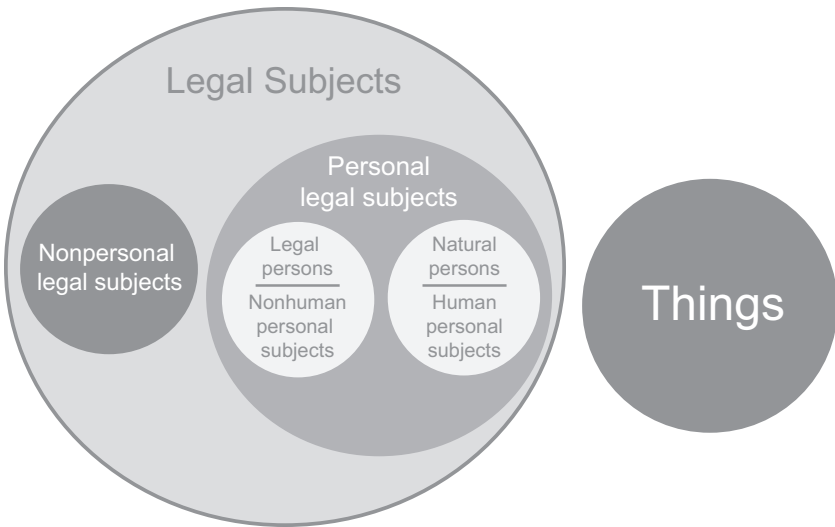 Legal Subjects
Personal
legal subjects
Nonpersonal
legal subjects
Legal
persons
Nonhuman
personal
subjects
Natural
persons
Human
personal
subjects
Things